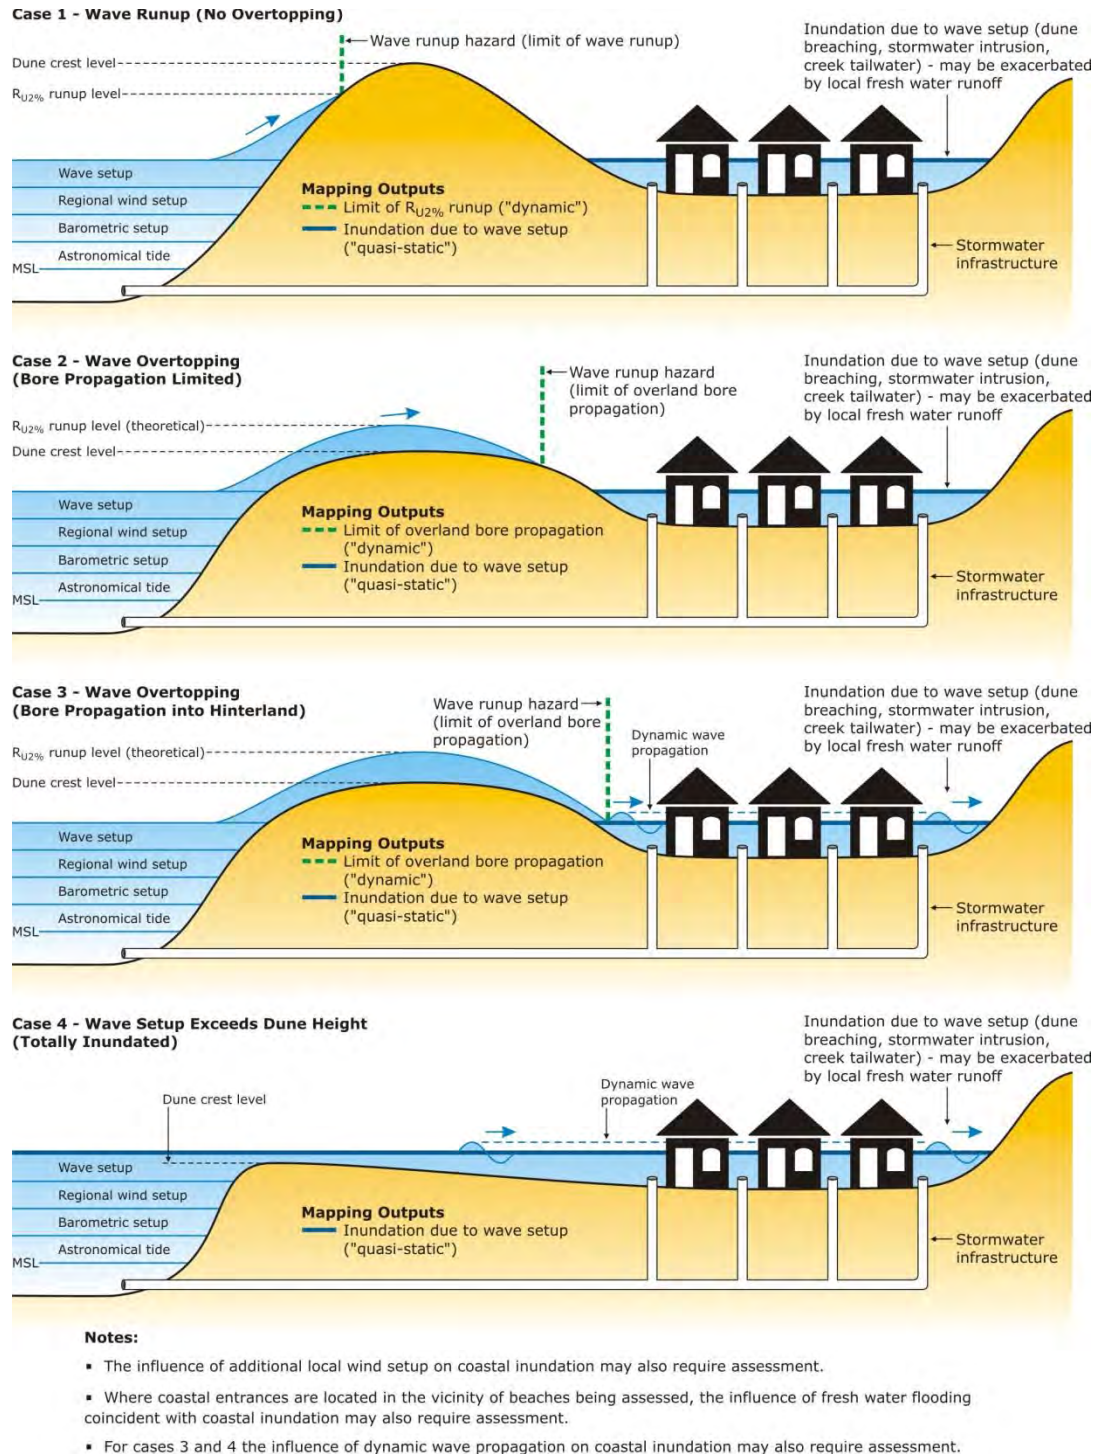 Case 1 - Wave Runup (No Overtopping)
Wave runup hazard (limit of wave runup)
Inundation due to wave setup (dune
breaching, stormwater intrusion,
creek tailwater) - may be exacerbated
by local fresh water runoff
Dune crest level
RU2% runup level
Wave setup
Regional wind setup
Barometric setup
Astronomical tide
MSL
Mapping Outputs
Limit of RU2% runup ("dynamic")
Inundation due to wave setup
("quasi-static")
Stormwater
infrastructure
Case 2 - Wave Overtopping
(Bore Propagation Limited)
Wave runup hazard
(limit of overland bore
propagation)
Inundation due to wave setup (dune
breaching, stormwater intrusion,
creek tailwater) - may be exacerbated
by local fresh water runoff
RU2% runup level (theoretical)
Dune crest level
Wave setup
Regional wind setup
Barometric setup
Astronomical tide
MSL
Mapping Outputs
Limit of overland bore propagation
("dynamic")
Inundation due to wave setup
("quasi-static")
Stormwater
infrastructure
Case 3 - Wave Overtopping
(Bore Propagation into Hinterland)
Wave runup hazard
(limit of overland bore
propagation)
Dynamic wave
propagation
Inundation due to wave setup (dune
breaching, stormwater intrusion,
creek tailwater) - may be exacerbated
by local fresh water runoff
RU2% runup level (theoretical)
Dune crest level
Wave setup
Regional wind setup
Barometric setup
Astronomical tide
MSL
Mapping Outputs
Limit of overland bore propagation
("dynamic")
Inundation due to wave setup
("quasi-static")
Stormwater
infrastructure
Case 4 - Wave Setup Exceeds Dune Height
(Totally Inundated)
Inundation due to wave setup (dune
breaching, stormwater intrusion,
creek tailwater) - may be exacerbated
by local fresh water runoff
Dune crest level
Dynamic wave
propagation
Wave setup
Regional wind setup
Barometric setup
Astronomical tide
MSL
Mapping Outputs
Inundation due to wave setup
("quasi-static")
Stormwater
infrastructure
Notes:
▪ The influence of additional local wind setup on coastal inundation may also require assessment.
▪ Where coastal entrances are located in the vicinity of beaches being assessed, the influence of fresh water flooding
coincident with coastal inundation may also require assessment.
▪ For cases 3 and 4 the influence of dynamic wave propagation on coastal inundation may also require assessment.